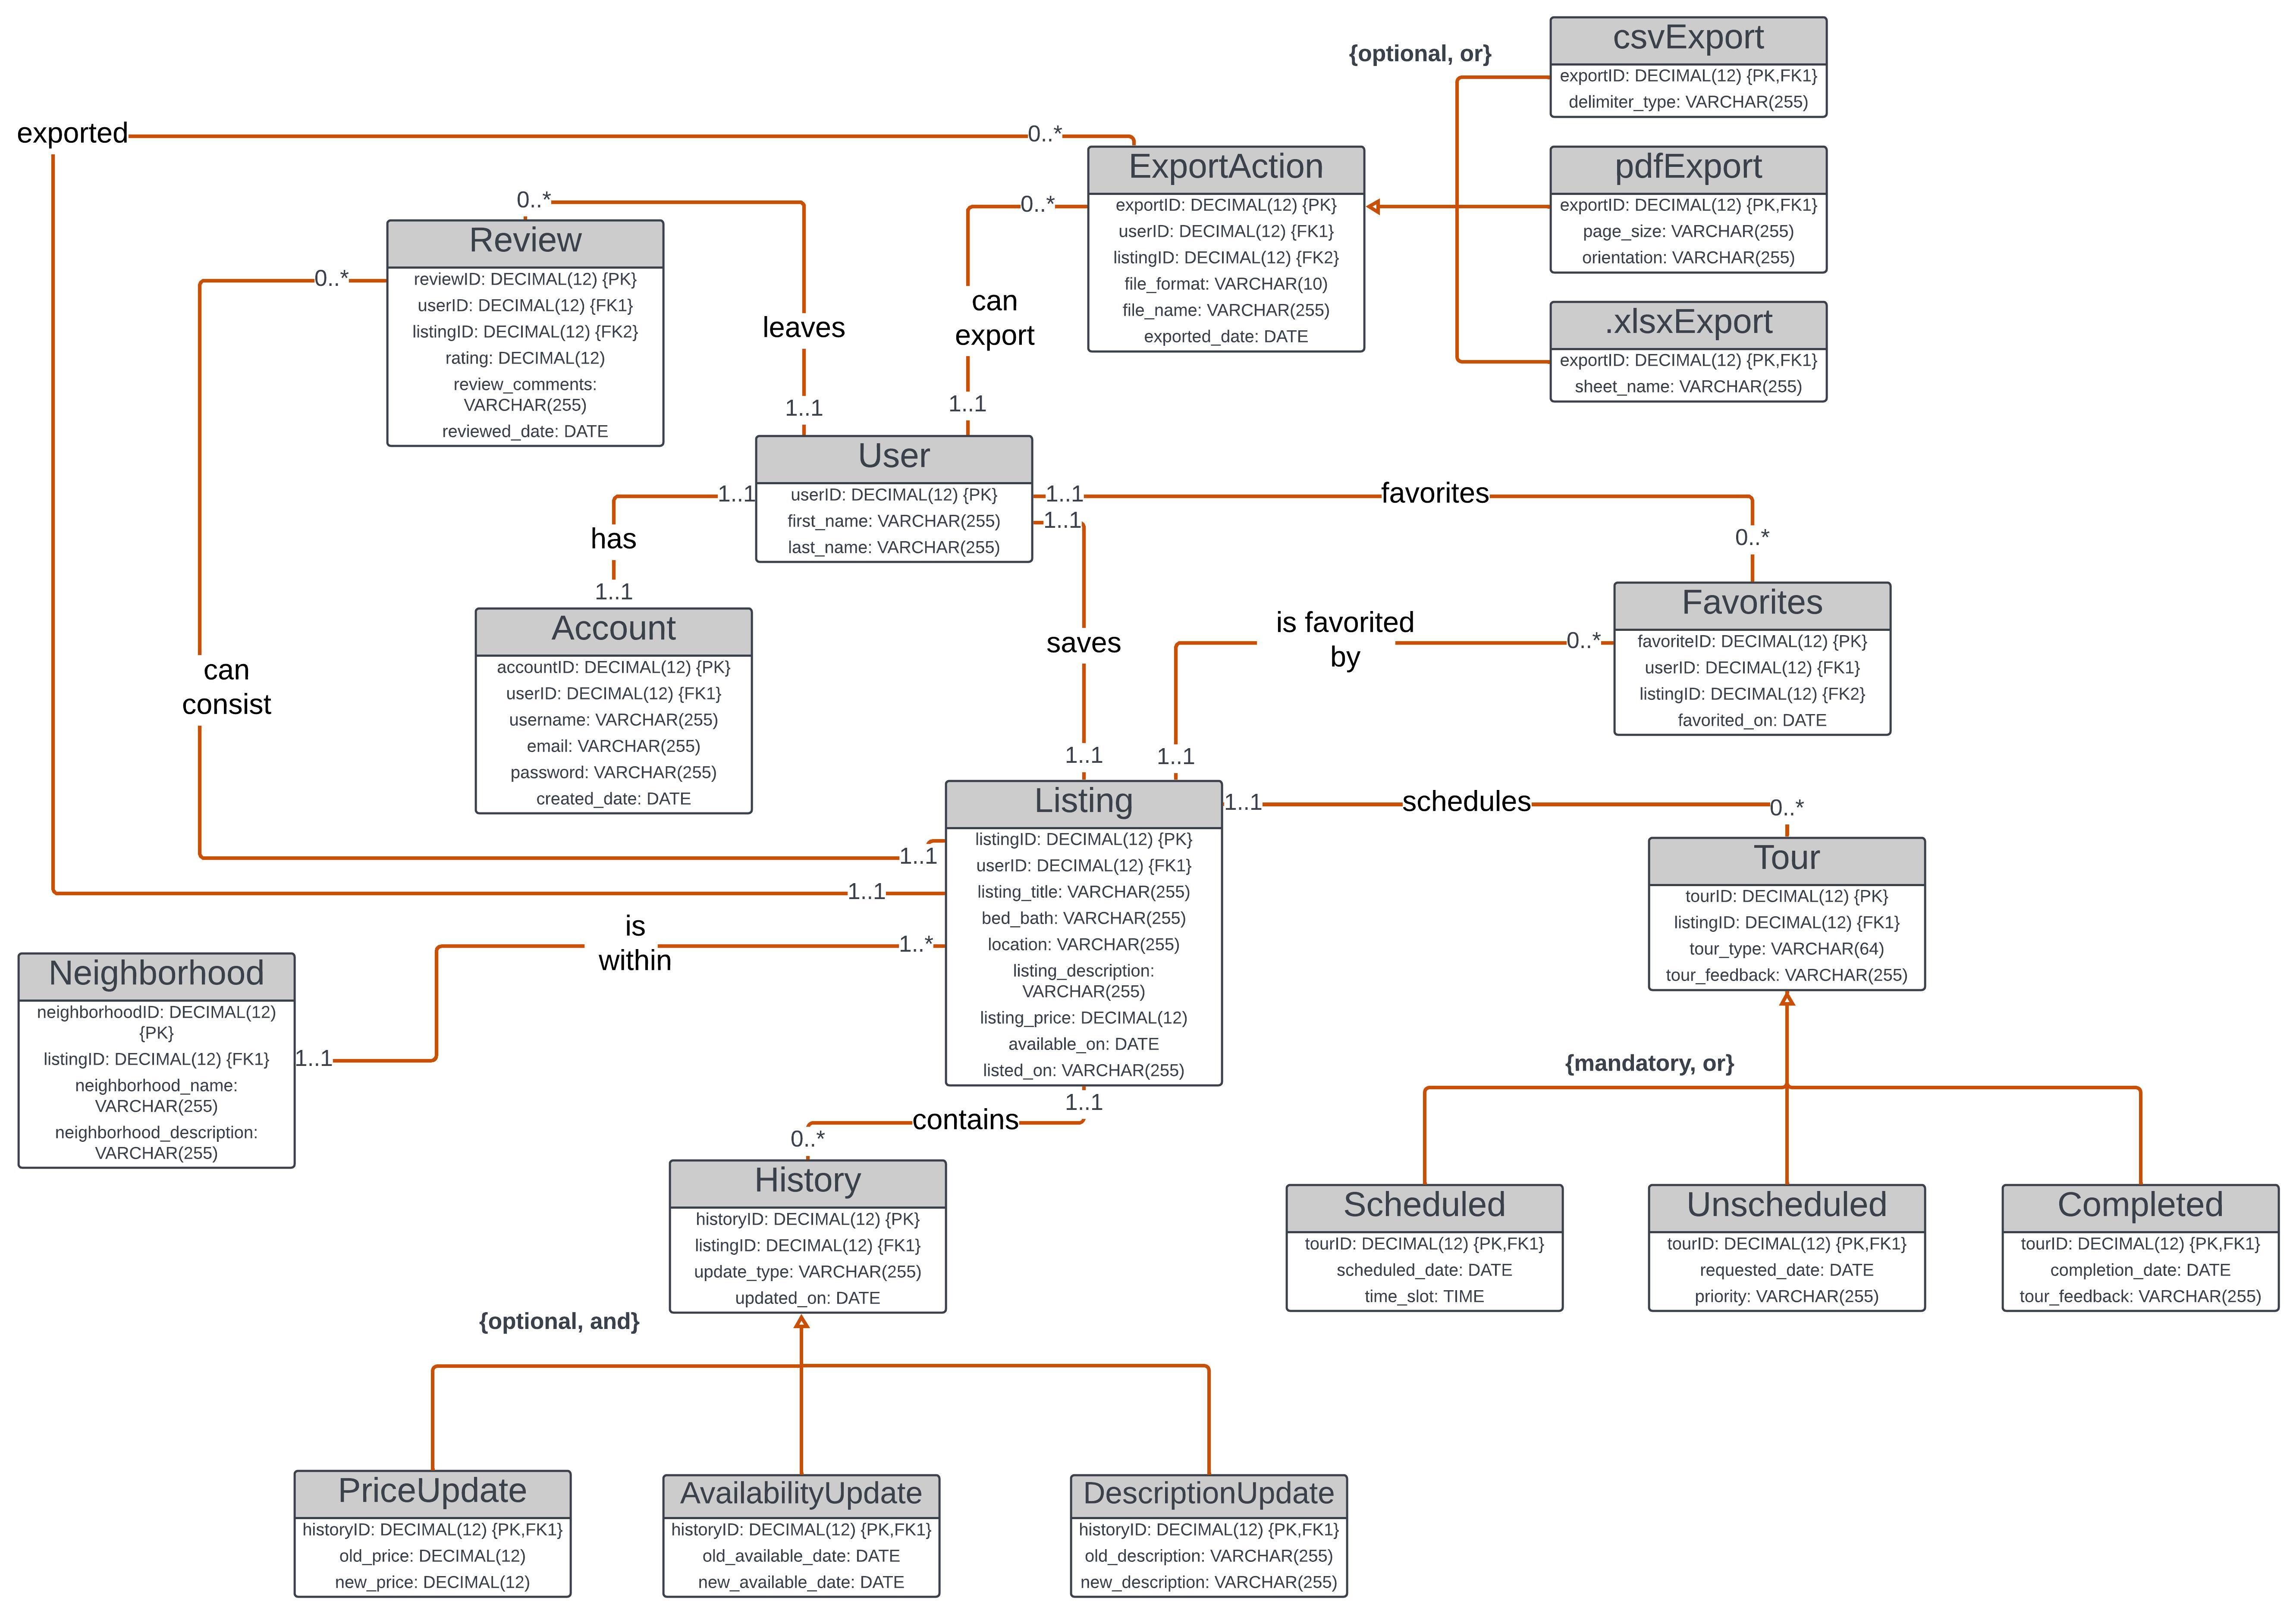 csvExport
exportID: DECIMAL(12) {PK,FK1}
delimiter_type: VARCHAR(255)
{optional, or}
pdfExport
exportID: DECIMAL(12) {PK,FK1}
page_size: VARCHAR(255)
orientation: VARCHAR(255)
.xlsxExport
exportID: DECIMAL(12) {PK,FK1}
sheet_name: VARCHAR(255)
exported
0..*
ExportAction
exportID: DECIMAL(12) {PK}
userID: DECIMAL(12) {FK1}
listingID: DECIMAL(12) {FK2}
file_format: VARCHAR(10)
file_name: VARCHAR(255)
exported_date: DATE
0..*
can
export
1..1
0..*
leaves
1..1
Review
reviewID: DECIMAL(12) {PK}
userID: DECIMAL(12) {FK1}
listingID: DECIMAL(12) {FK2}
rating: DECIMAL(12)
review_comments:
VARCHAR(255)
reviewed_date: DATE
0..*
can
consist
1..1
User
userID: DECIMAL(12) {PK}
first_name: VARCHAR(255)
last_name: VARCHAR(255)
1..1
has
1..1
Account
accountID: DECIMAL(12) {PK}
userID: DECIMAL(12) {FK1}
username: VARCHAR(255)
email: VARCHAR(255)
password: VARCHAR(255)
created_date: DATE
1..1
favorites
0..*
1..1
saves
1..1
Favorites
favoriteID: DECIMAL(12) {PK}
userID: DECIMAL(12) {FK1}
listingID: DECIMAL(12) {FK2}
favorited_on: DATE
is favorited
by
0..*
1..1
Listing
listingID: DECIMAL(12) {PK}
userID: DECIMAL(12) {FK1}
listing_title: VARCHAR(255)
bed_bath: VARCHAR(255)
location: VARCHAR(255)
listing_description:
VARCHAR(255)
listing_price: DECIMAL(12)
available_on: DATE
listed_on: VARCHAR(255)
1..1
schedules
0..*
Tour
tourID: DECIMAL(12) {PK}
listingID: DECIMAL(12) {FK1}
tour_type: VARCHAR(64)
tour_feedback: VARCHAR(255)
1..1
is
within
1..*
1..1
Neighborhood
neighborhoodID: DECIMAL(12)
{PK}
listingID: DECIMAL(12) {FK1}
neighborhood_name:
VARCHAR(255)
neighborhood_description:
VARCHAR(255)
1..1
contains
0..*
History
historyID: DECIMAL(12) {PK}
listingID: DECIMAL(12) {FK1}
update_type: VARCHAR(255)
updated_on: DATE
{mandatory, or}
Scheduled
tourID: DECIMAL(12) {PK,FK1}
scheduled_date: DATE
time_slot: TIME
Unscheduled
tourID: DECIMAL(12) {PK,FK1}
requested_date: DATE
priority: VARCHAR(255)
Completed
tourID: DECIMAL(12) {PK,FK1}
completion_date: DATE
tour_feedback: VARCHAR(255)
{optional, and}
PriceUpdate
historyID: DECIMAL(12) {PK,FK1}
old_price: DECIMAL(12)
new_price: DECIMAL(12)
AvailabilityUpdate
historyID: DECIMAL(12) {PK,FK1}
old_available_date: DATE
new_available_date: DATE
DescriptionUpdate
historyID: DECIMAL(12) {PK,FK1}
old_description: VARCHAR(255)
new_description: VARCHAR(255)